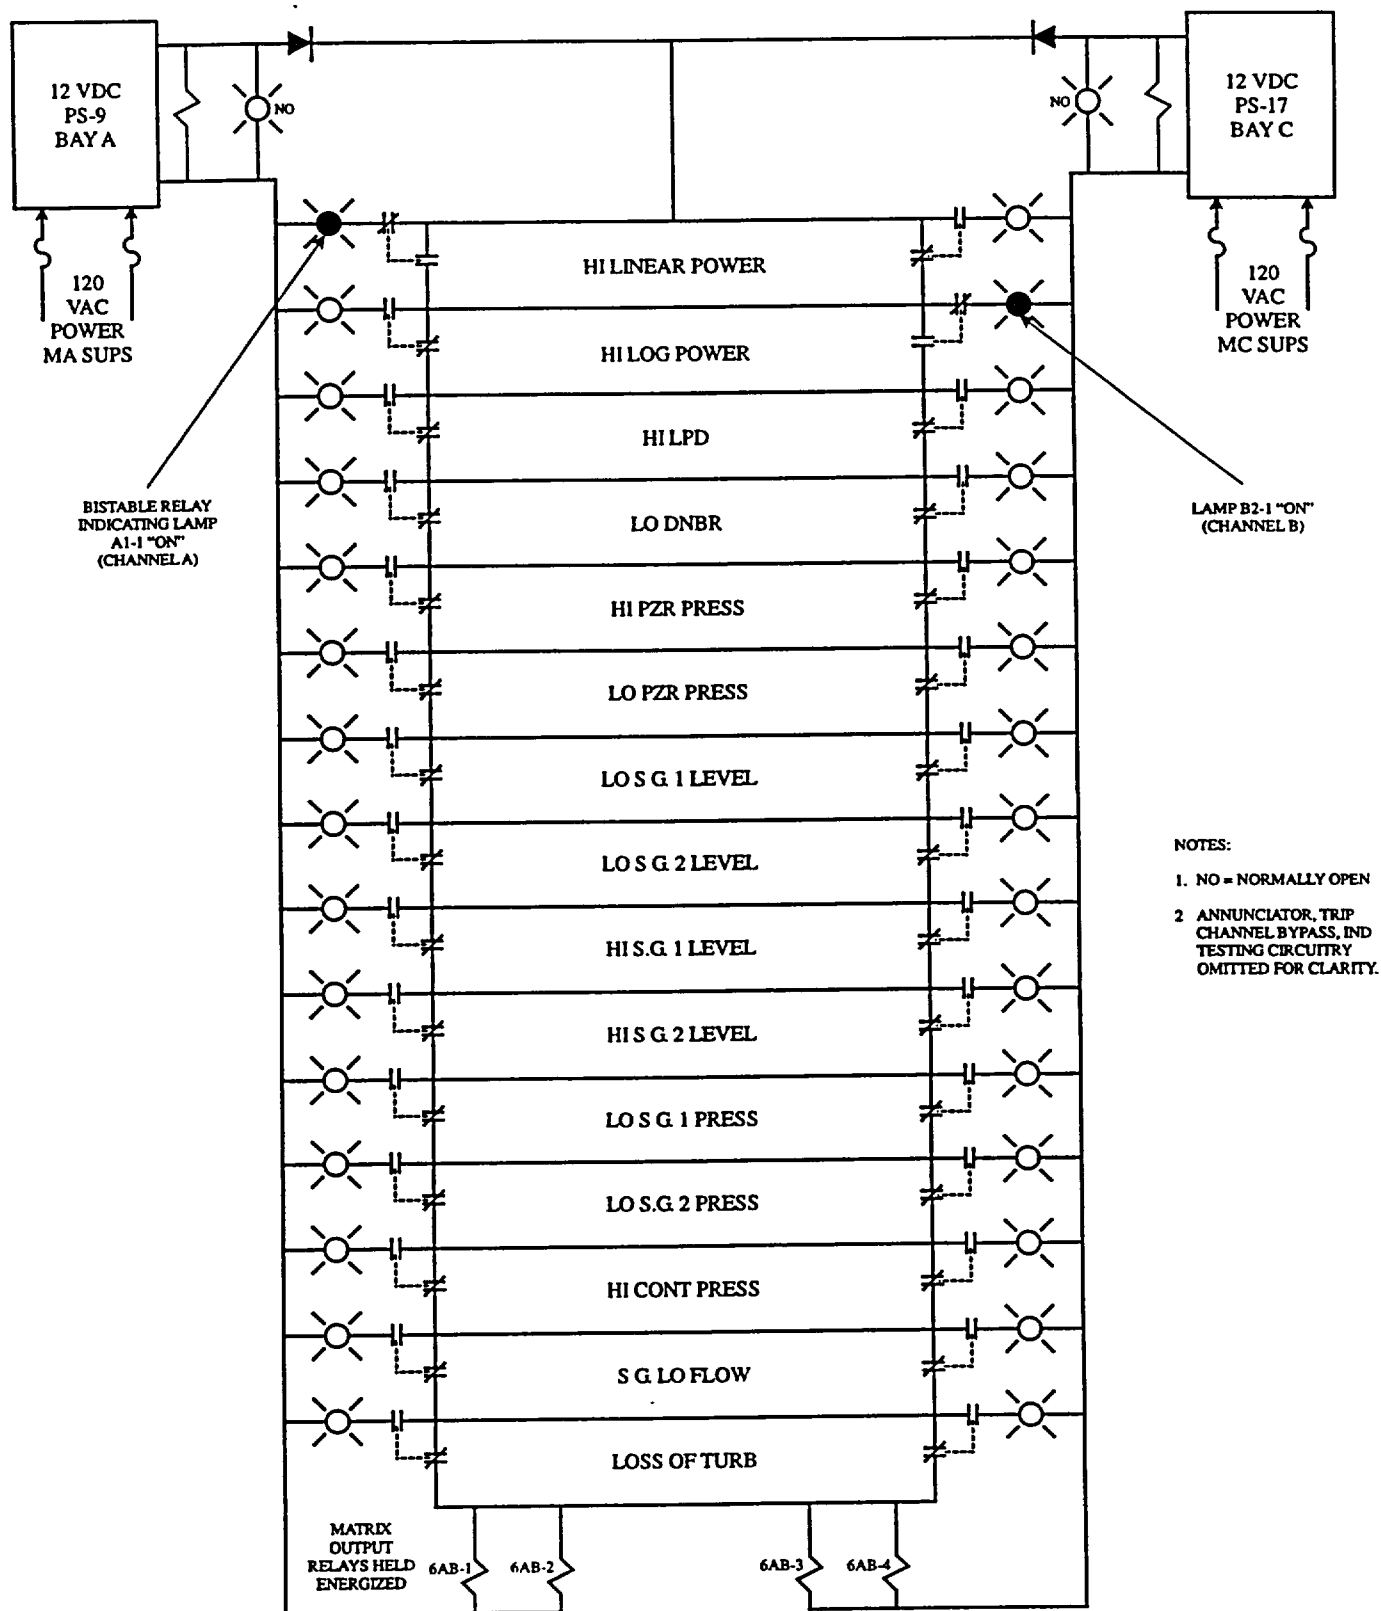 12 VDC
PS-9
BAY A
NO
NO
12 VDC
PS-17
BAY C
120
VAC
POWER
MA SUPS
120
VAC
POWER
MC SUPS
HI LINEAR POWER
HI LOG POWER
HI LPD
BISTABLE RELAY
INDICATING LAMP
A1-1 "ON"
(CHANNEL A)
LAMP B2-1 "ON"
(CHANNEL B)
LO DNBR
HI PZR PRESS
LO PZR PRESS
LO S G. 1 LEVEL
LO S G. 2 LEVEL
HI S.G. 1 LEVEL
HI S G. 2 LEVEL
LO S G. 1 PRESS
LO S.G. 2 PRESS
HI CONT PRESS
S G. LO FLOW
LOSS OF TURB
NOTES:
1. NO = NORMALLY OPEN
2 ANNUNCIATOR, TRIP
CHANNEL BYPASS, IND
TESTING CIRCUITRY
OMITTED FOR CLARITY.
MATRIX
OUTPUT
RELAYS HELD
ENERGIZED
6AB-1
6AB-2
6AB-3
6AB-4